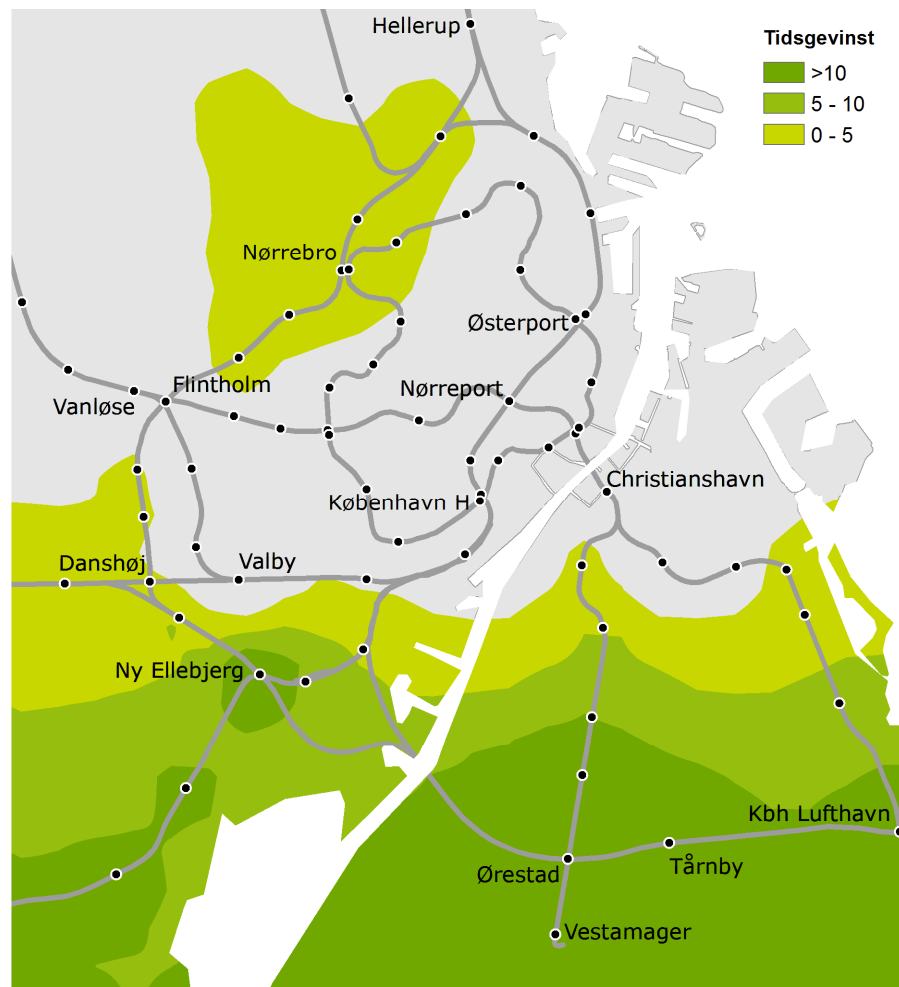 Hellerup
Tidsgevinst
>10
5 - 10
0 - 5
Nørrebro
Østerport
Flintholm
Nørreport
Vanløse
Christianshavn
København H
Danshøj
Valby
Ny Ellebjerg
Kbh Lufthavn
Ørestad
Tårnby
Vestamager